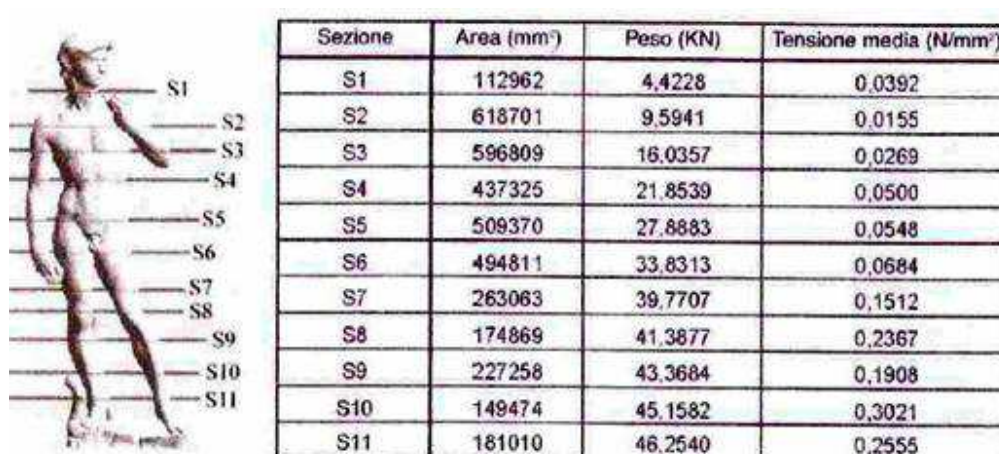 S1
S2
S3
S4
S5
S6
S7
S8
S9
S10
S11
Sezione Area (mm²) Peso (KN) Tensione media (N/mm²)
S1 112962 4,4228 0,0392
S2 618701 9,5941 0,0155
S3 596809 16,0357 0,0269
S4 437325 21,8539 0,0500
S5 509370 27,8883 0,0548
S6 494811 33,8313 0,0684
S7 263063 39,7707 0,1512
S8 174869 41,3877 0,2367
S9 227258 43,3684 0,1908
S10 149474 45,1582 0,3021
S11 181010 46,2540 0,2555